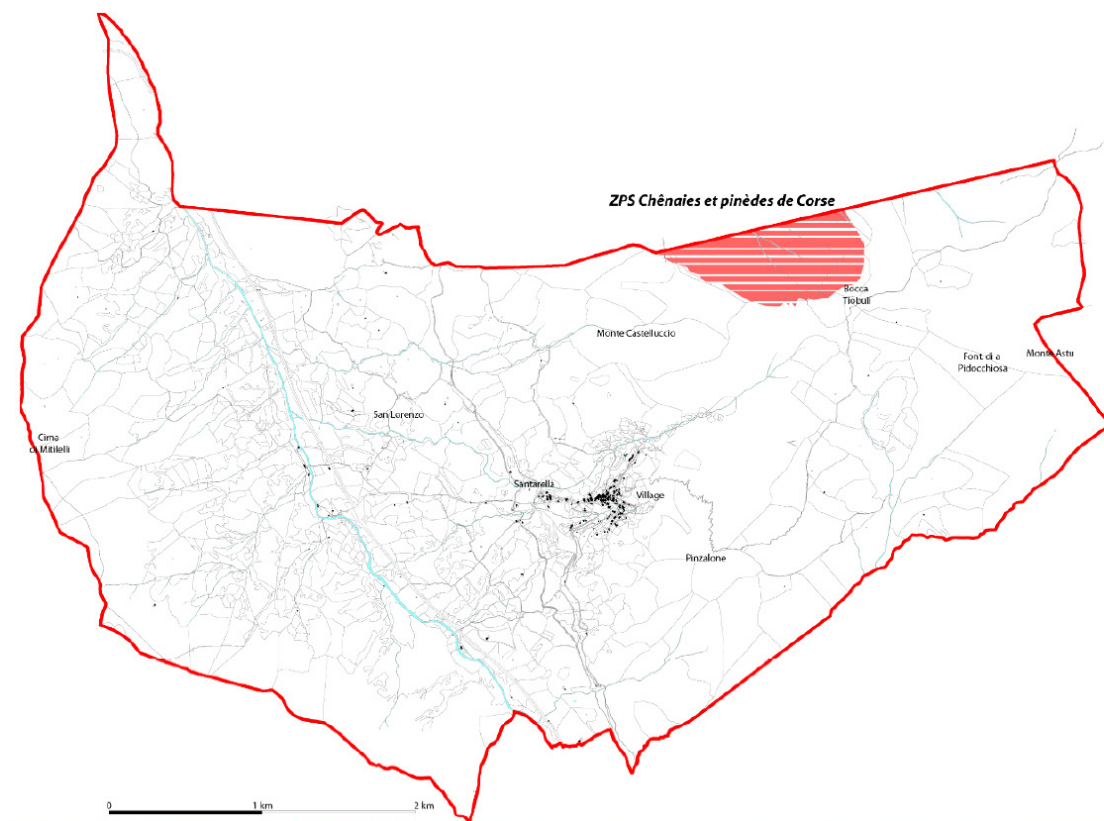 ZPS Chênaies et pinèdes de Corse
Bocca
Tiobuli
Monte Castelluccio
Font di a
Pidocchiosa
Monte Astu
San Lorenzo
Cima
di Mitilelli
Santarella
Village
Pinzalone
0
1 km
2 km